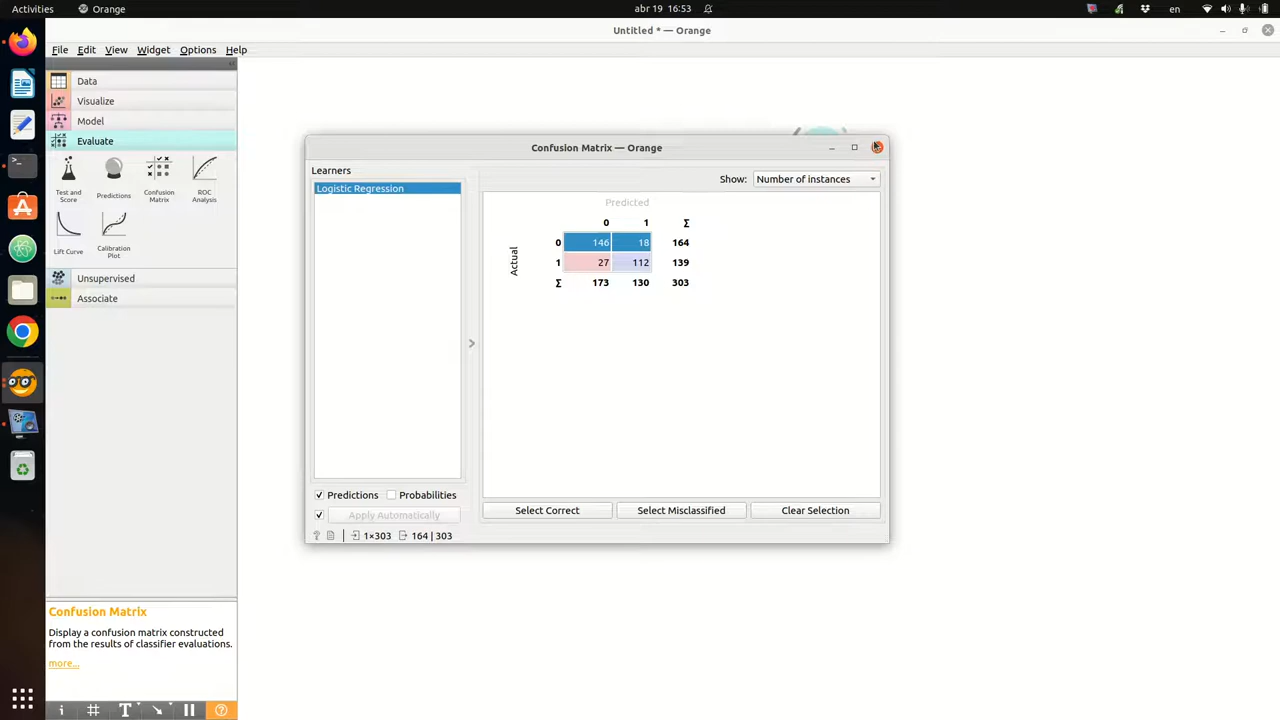 Activities
Orange
abr 19 16:53
en
Untitled * — Orange
File Edit View Widget Options Help
Data
Visualize
Model
Evaluate
Test and Score
Predictions
Confusion Matrix
ROC Analysis
Lift Curve
Calibration Plot
Unsupervised
Associate
Confusion Matrix
Display a confusion matrix constructed
from the results of classifier evaluations.
more...
Confusion Matrix — Orange
Learners
Logistic Regression
Show: Number of instances
Predicted
0 1 Σ
Actual
0 146 18 164
1 27 112 139
Σ 173 130 303
Predictions Probabilities
Apply Automatically
Select Correct Select Misclassified Clear Selection
1×303 164 | 303